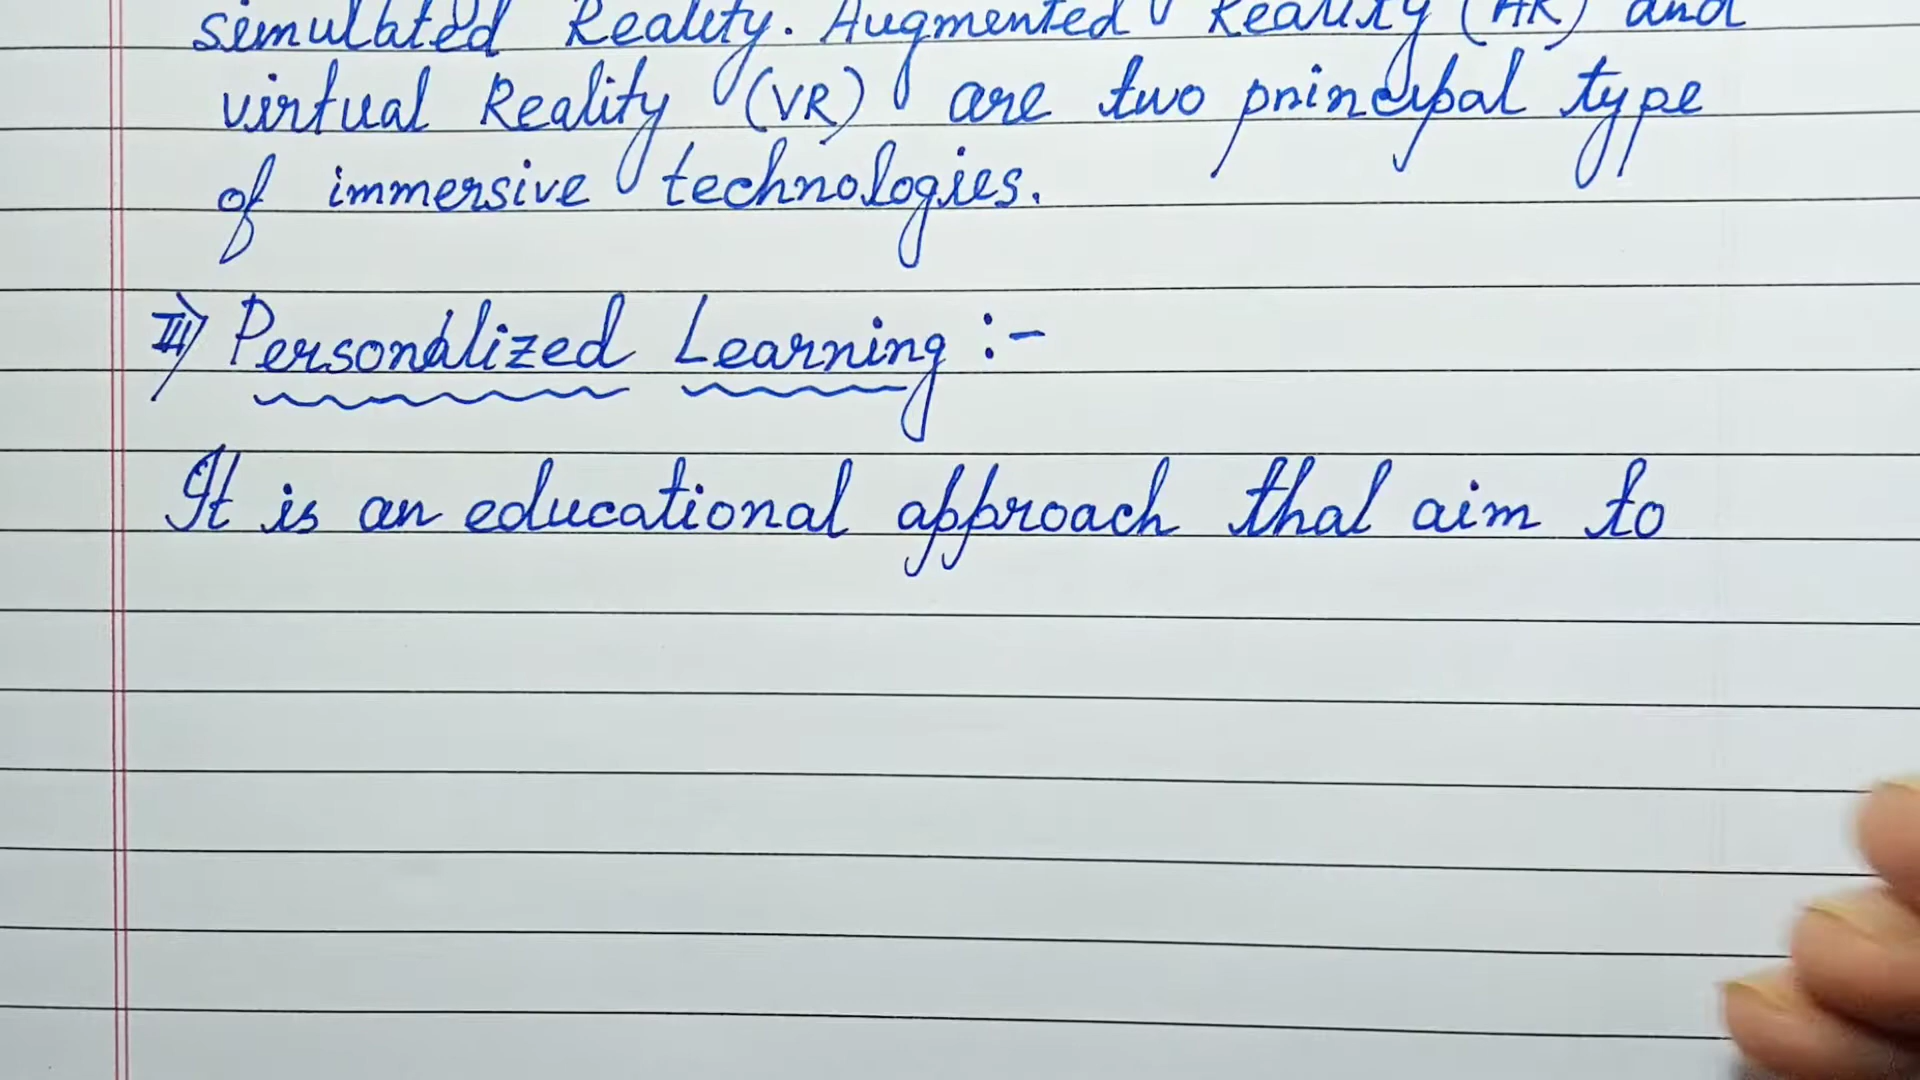 simulated Reality. Augmented Reality (AR) and
virtual Reality (VR) are two principal type
of immersive technologies.
III) Personalized Learning :-
It is an educational approach that aim to